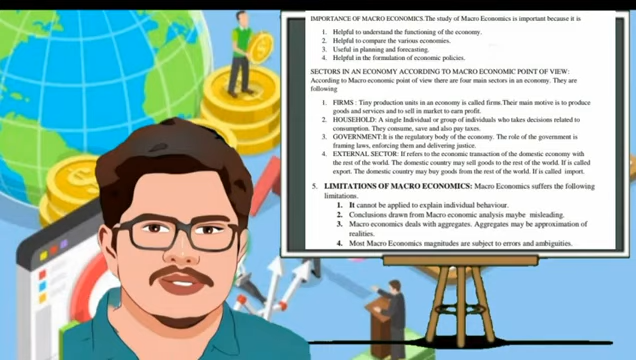 IMPORTANCE OF MACRO ECONOMICS.The study of Macro Economics is important because it is
1. Helpful to understand the functioning of the economy.
2. Helpful to compare the various economies.
3. Useful in planning and forecasting.
4. Helpful in the formulation of economic policies.
SECTORS IN AN ECONOMY ACCORDING TO MACRO ECONOMIC POINT OF VIEW:
According to Macro economic point of view there are four main sectors in an economy. They are
following
1. FIRMS : Tiny production units in an economy is called firms.Their main motive is to produce
goods and services and to sell in market to earn profit.
2. HOUSEHOLD: A single Individual or group of individuals who takes decisions related to
consumption. They consume, save and also pay taxes.
3. GOVERNMENT:It is the regulatory body of the economy. The role of the government is
framing laws, enforcing them and delivering justice.
4. EXTERNAL SECTOR: If refers to the economic transaction of the domestic economy with
the rest of the world. The domestic country may sell goods to the rest of the world. If is called
export. The domestic country may buy goods from the rest of the world. If is called import.
5. LIMITATIONS OF MACRO ECONOMICS: Macro Economics suffers the following
limitations.
1. It cannot be applied to explain individual behaviour.
2. Conclusions drawn from Macro economic analysis maybe misleading.
3. Macro economics deals with aggregates. Aggregates may be approximation of
realities.
4. Most Macro Economics magnitudes are subject to errors and ambiguities.